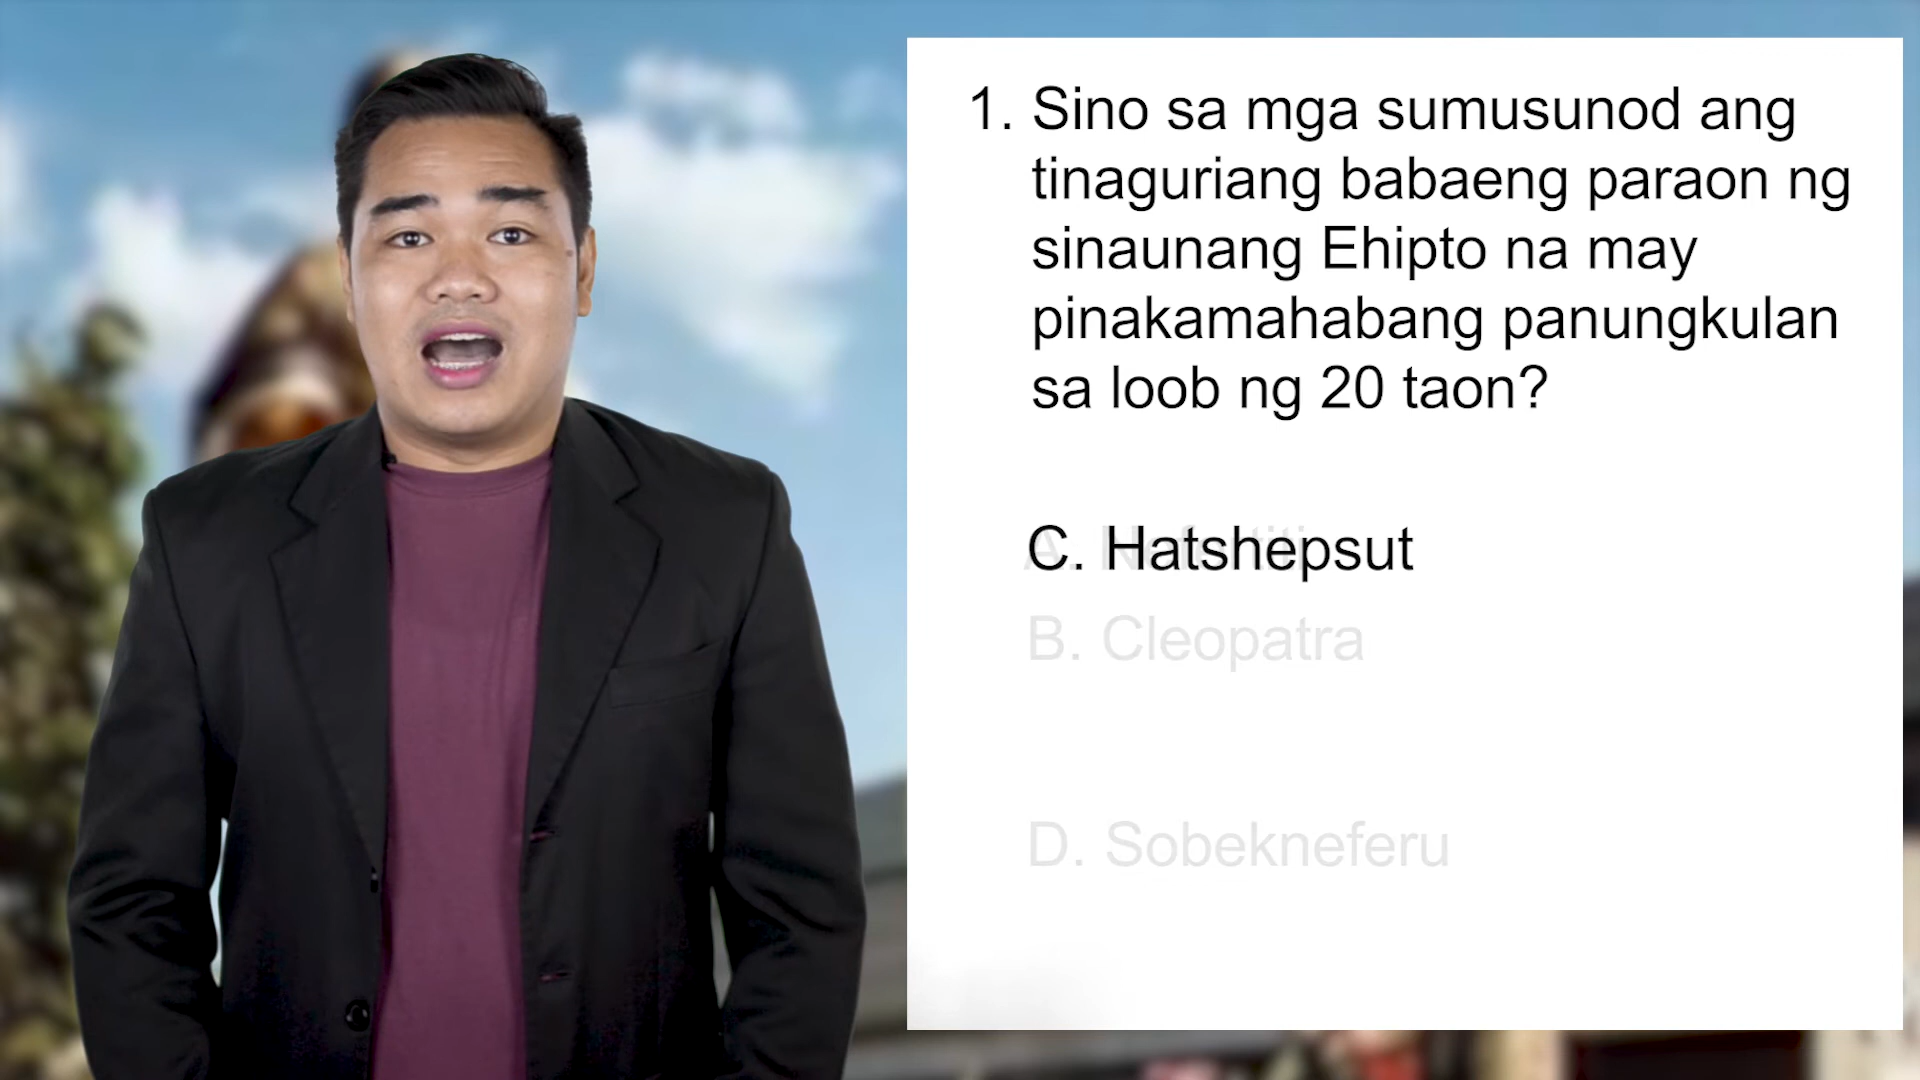 1. Sino sa mga sumusunod ang
tinaguriang babaeng paraon ng
sinaunang Ehipto na may
pinakamahabang panungkulan
sa loob ng 20 taon?
C. Hatshepsut
A. Nefertiti
B. Cleopatra
D. Sobekneferu